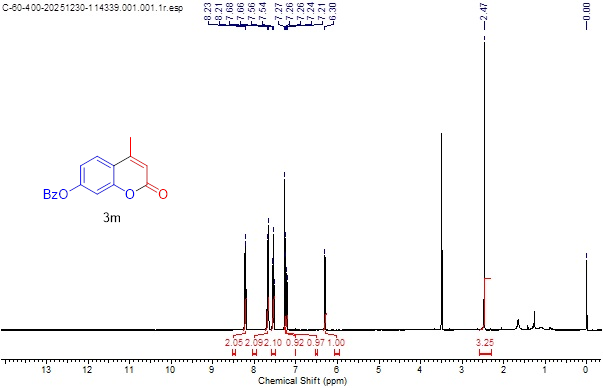 C-60-400-20251230-114339.001.001.1r.esp
8.23
8.21
7.68
7.66
7.56
7.54
7.27
7.26
7.26
7.24
7.21
6.30
2.47
-0.00
O
BzO
O
3m
2.05 2.09 2.10 0.92 0.97 1.00 3.25
13 12 11 10 9 8 7 6 5 4 3 2 1 0
Chemical Shift (ppm)